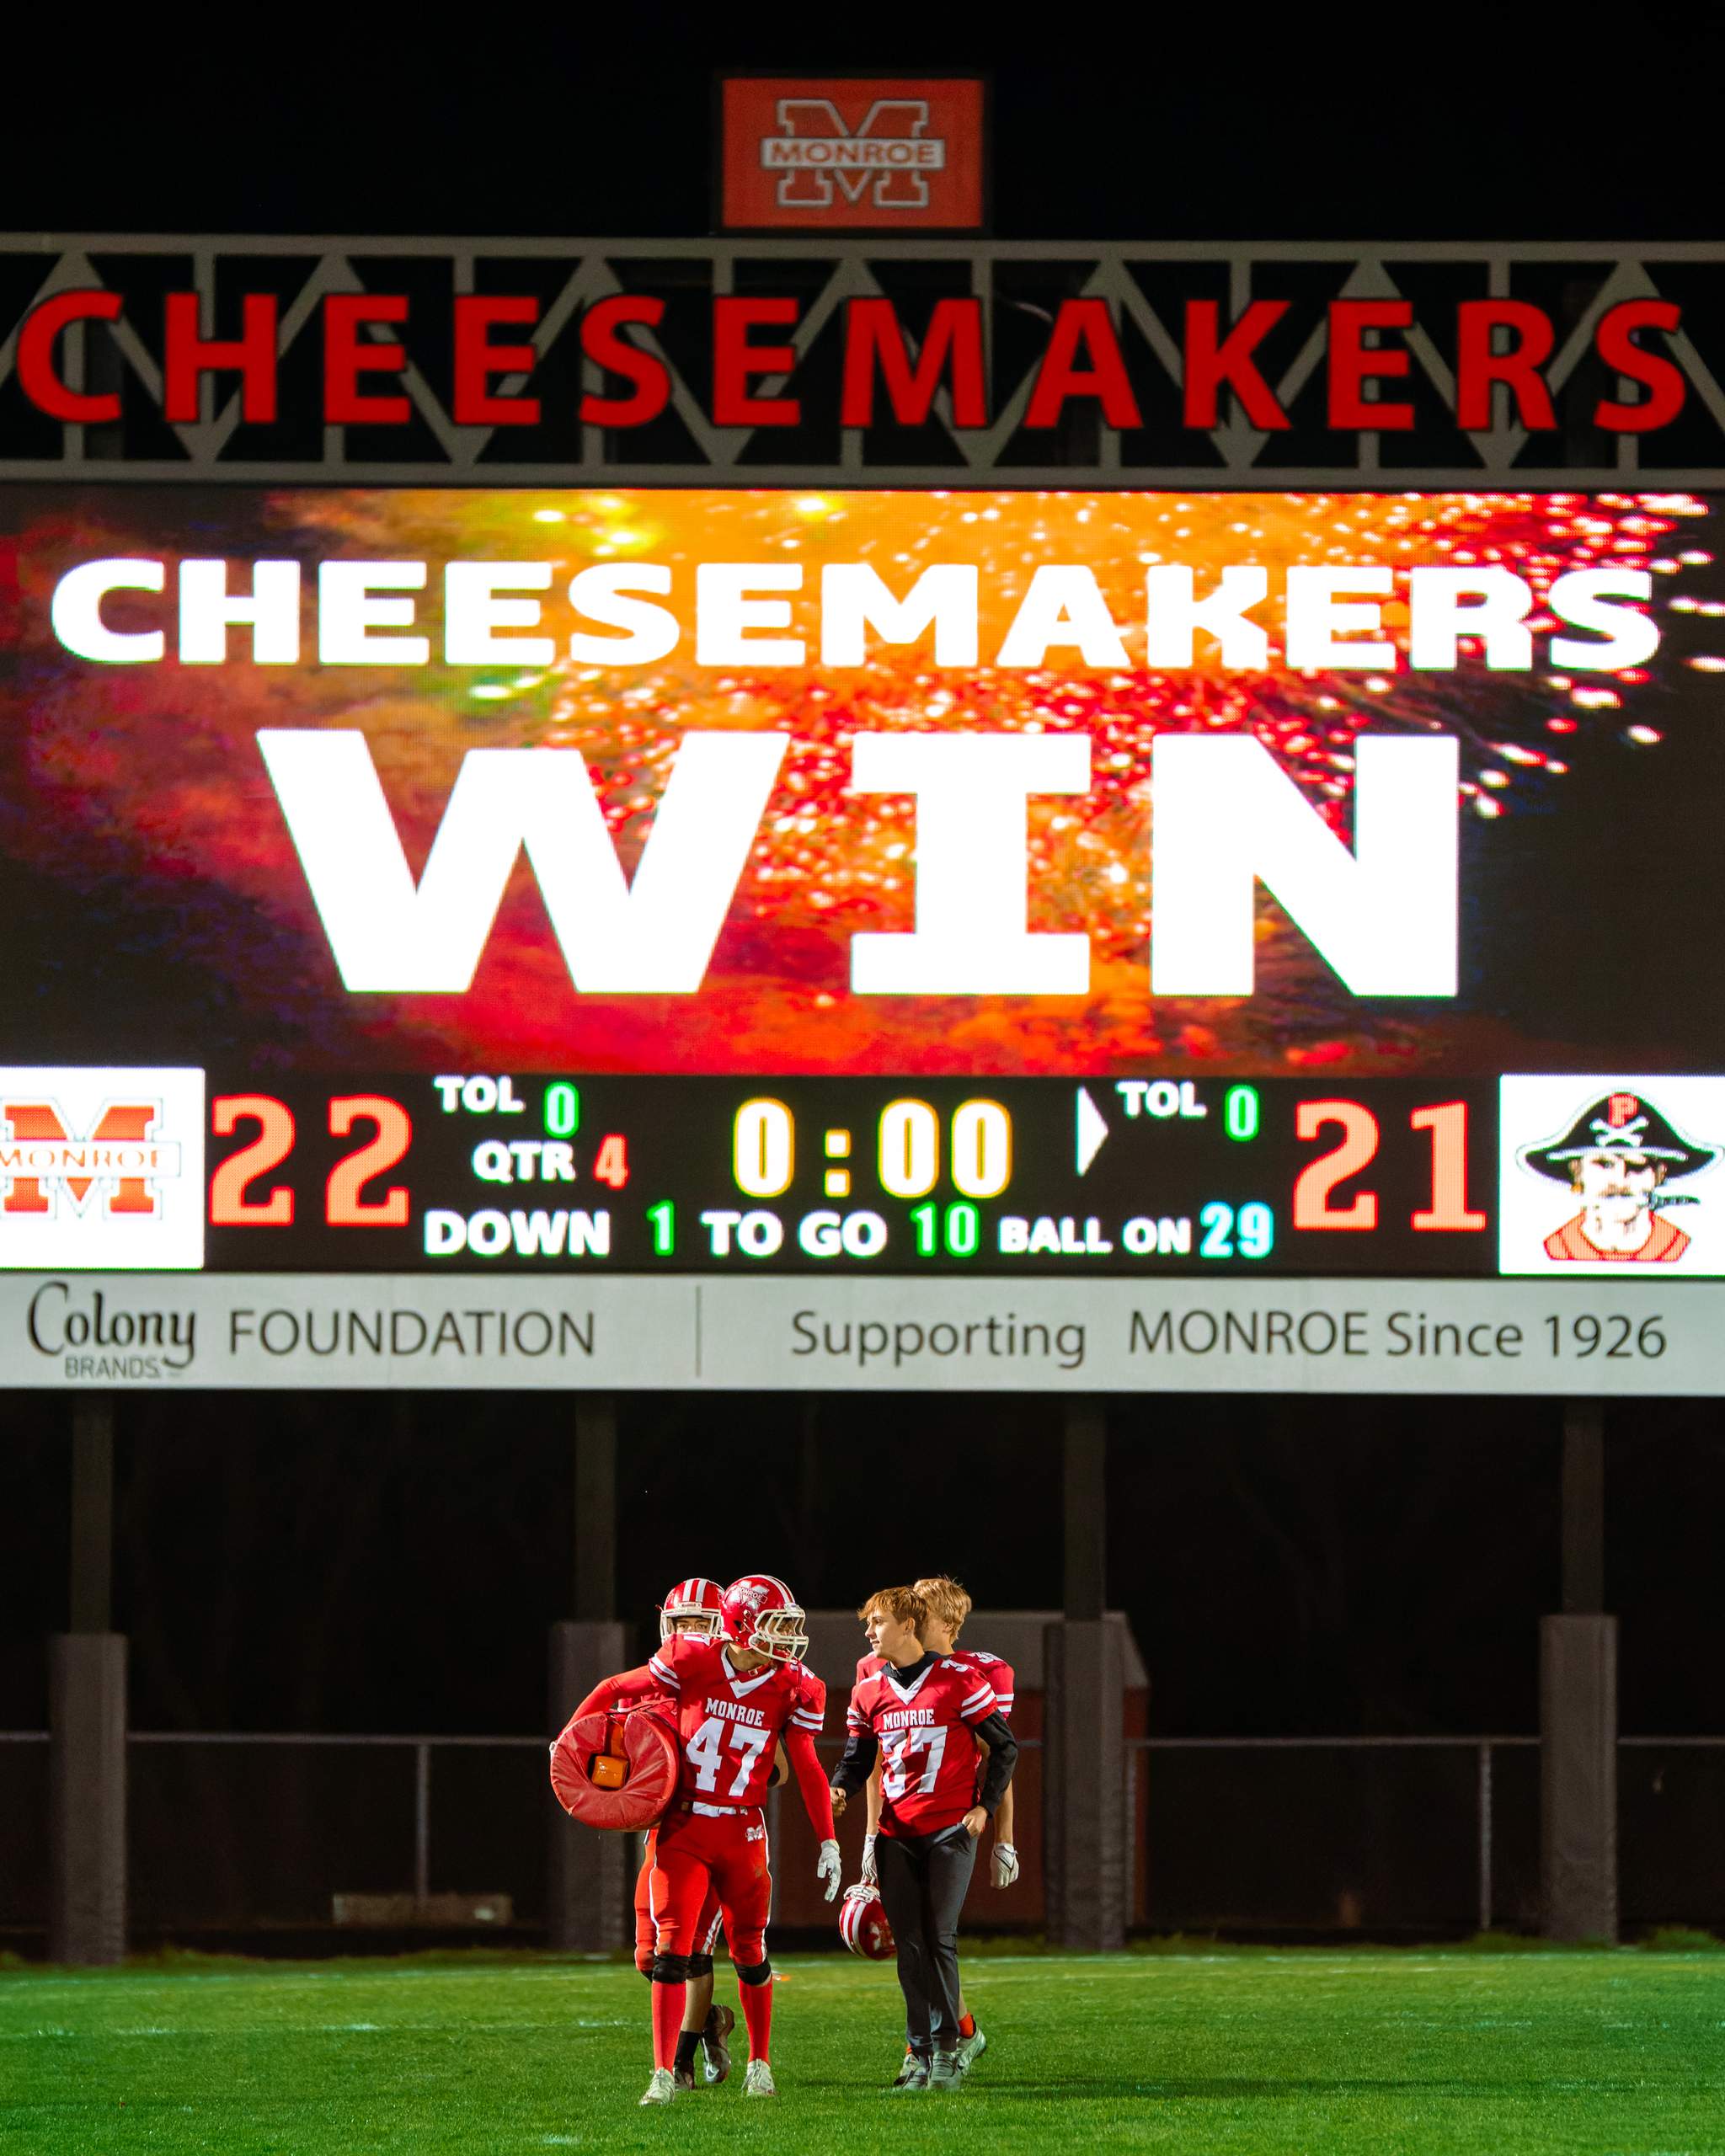 MONROE
CHEESEMAKERS
CHEESEMAKERS
WIN
MONROE
22
TOL 0
QTR 4
0:00
TOL 0
21
P
DOWN 1 TO GO 10 BALL ON 29
Colony BRANDS FOUNDATION
Supporting MONROE Since 1926
MONROE
47
MONROE